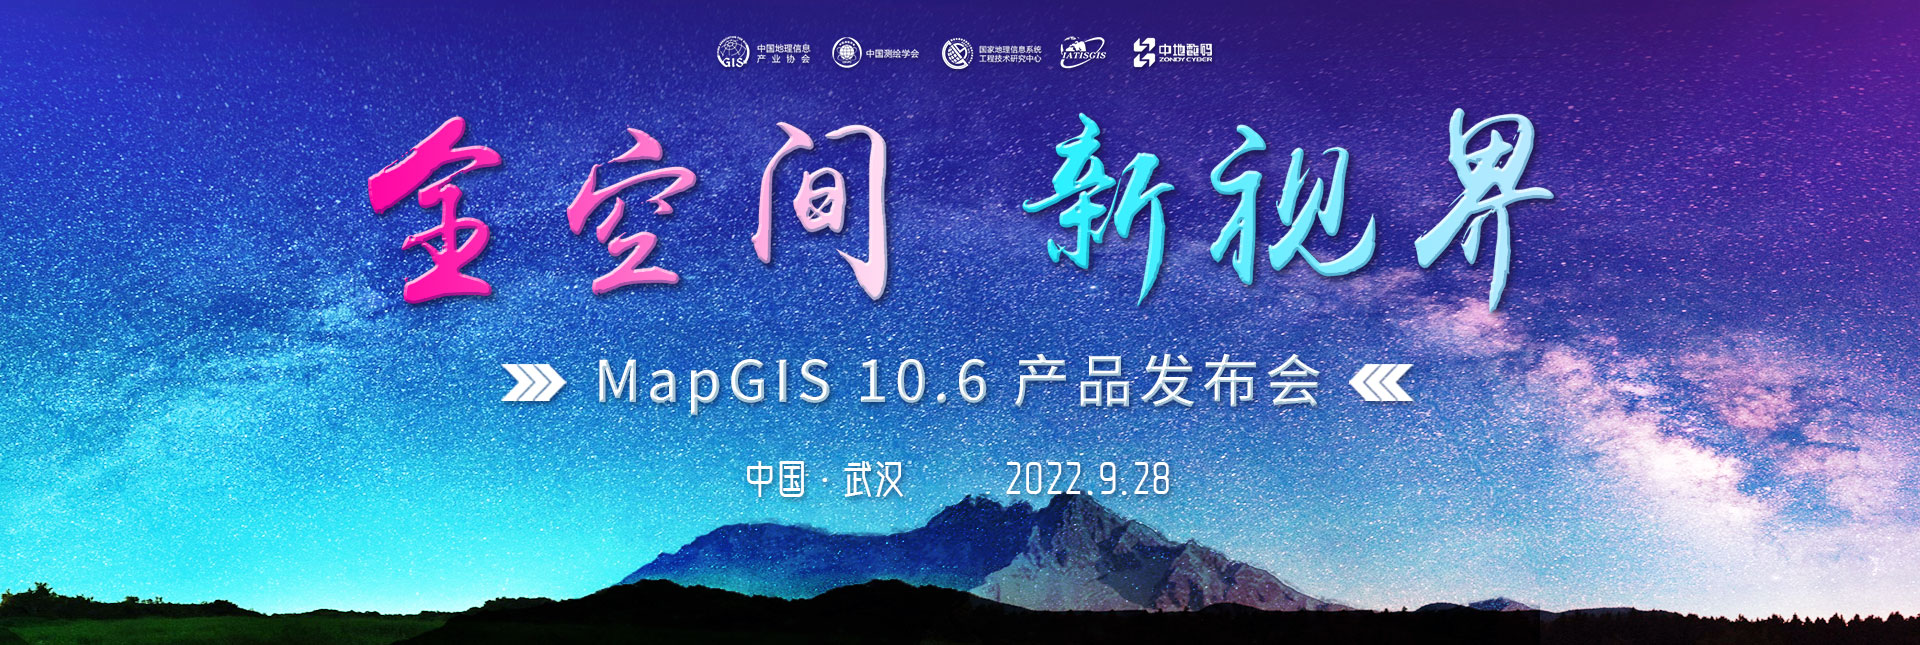 GIS 中国地理信息产业协会 中国测绘学会 国家地理信息系统工程技术研究中心 IATISGIS 中地数码 ZONDY CYBER
全空间 新视界
MapGIS 10.6 产品发布会
中国·武汉 2022.9.28